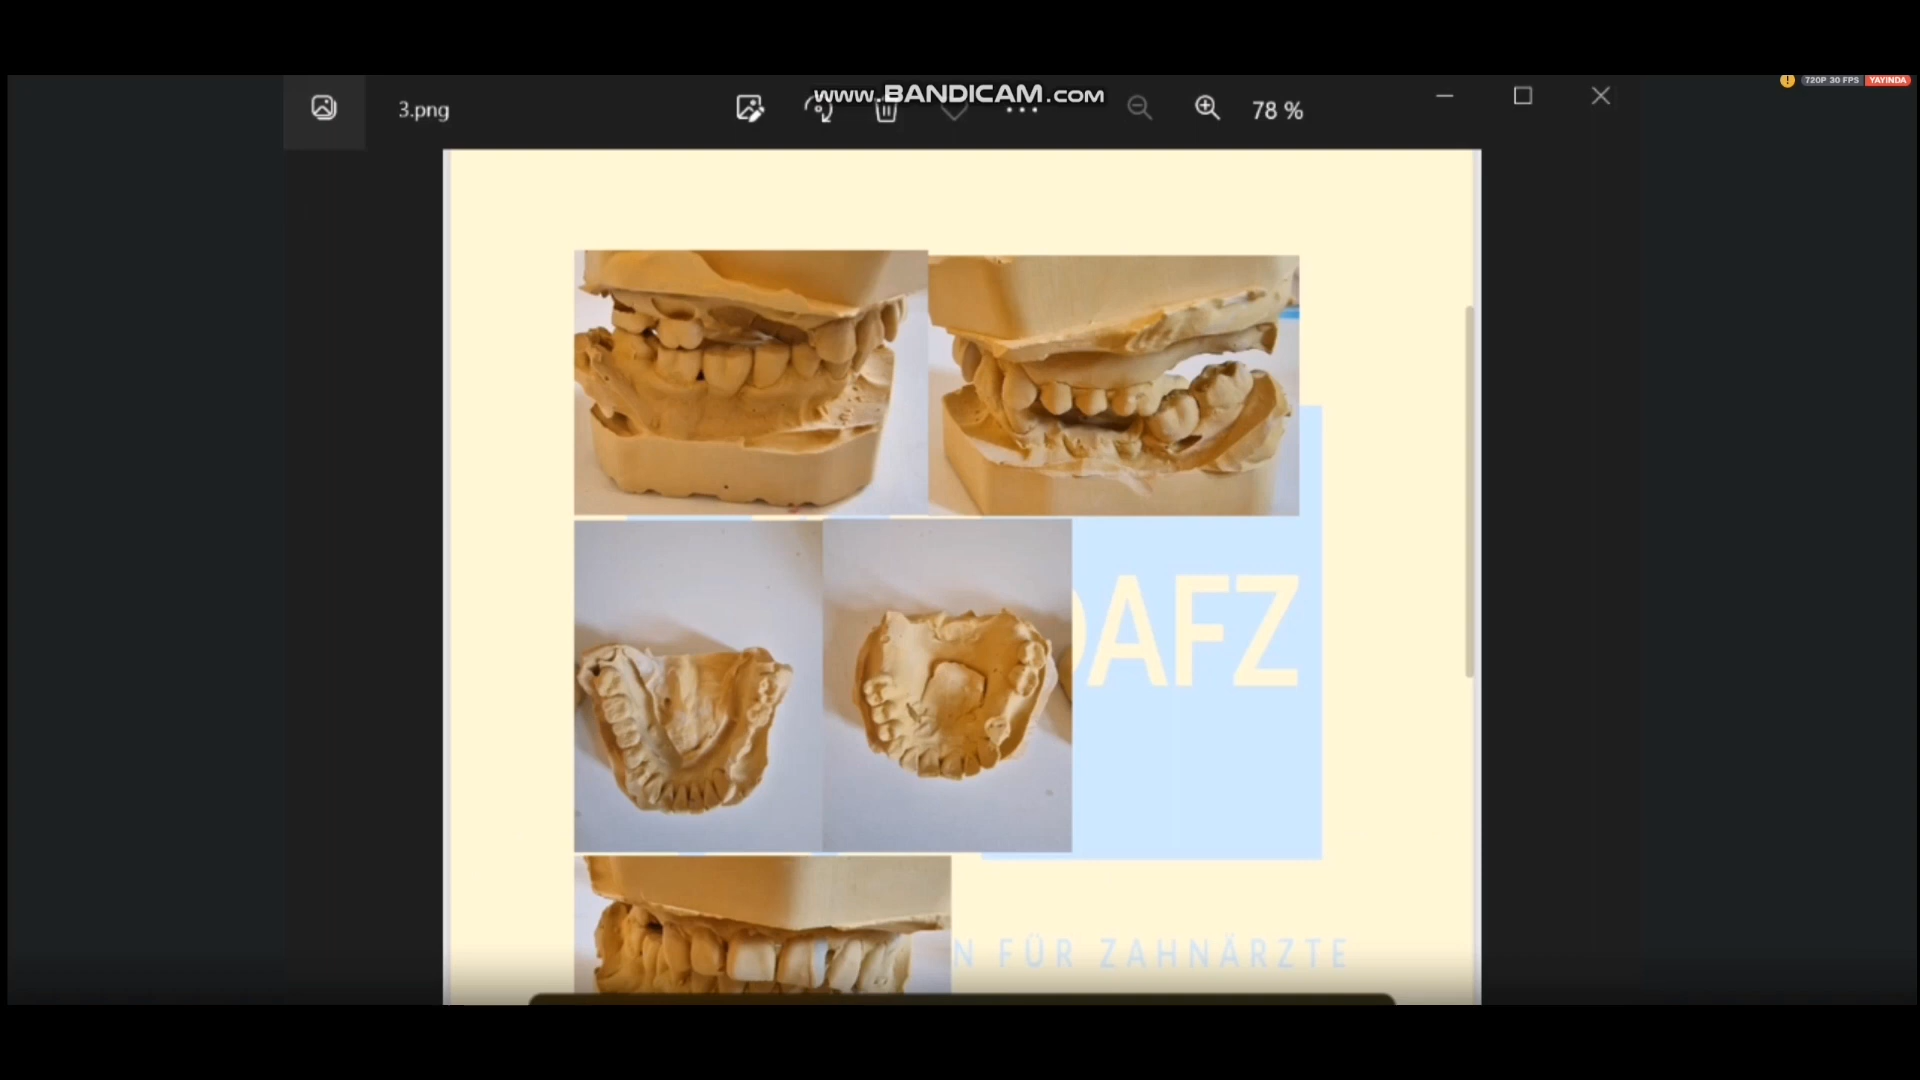 www.BANDICAM.COM
720P 30 FPS YAYINDA
3.png
78 %
AFZ
N FÜR ZAHNÄRZTE